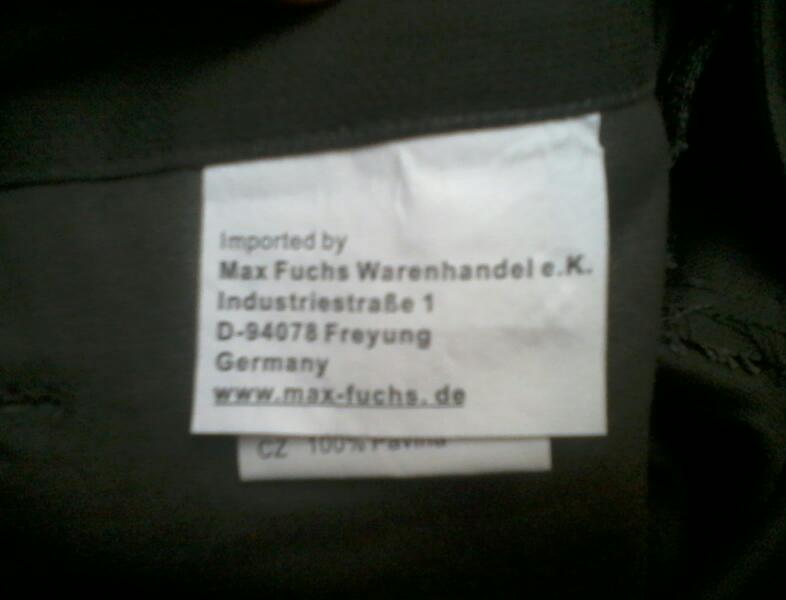 Imported by
Max Fuchs Warenhandel e.K.
Industriestraße 1
D-94078 Freyung
Germany
www.max-fuchs.de
CZ 100%